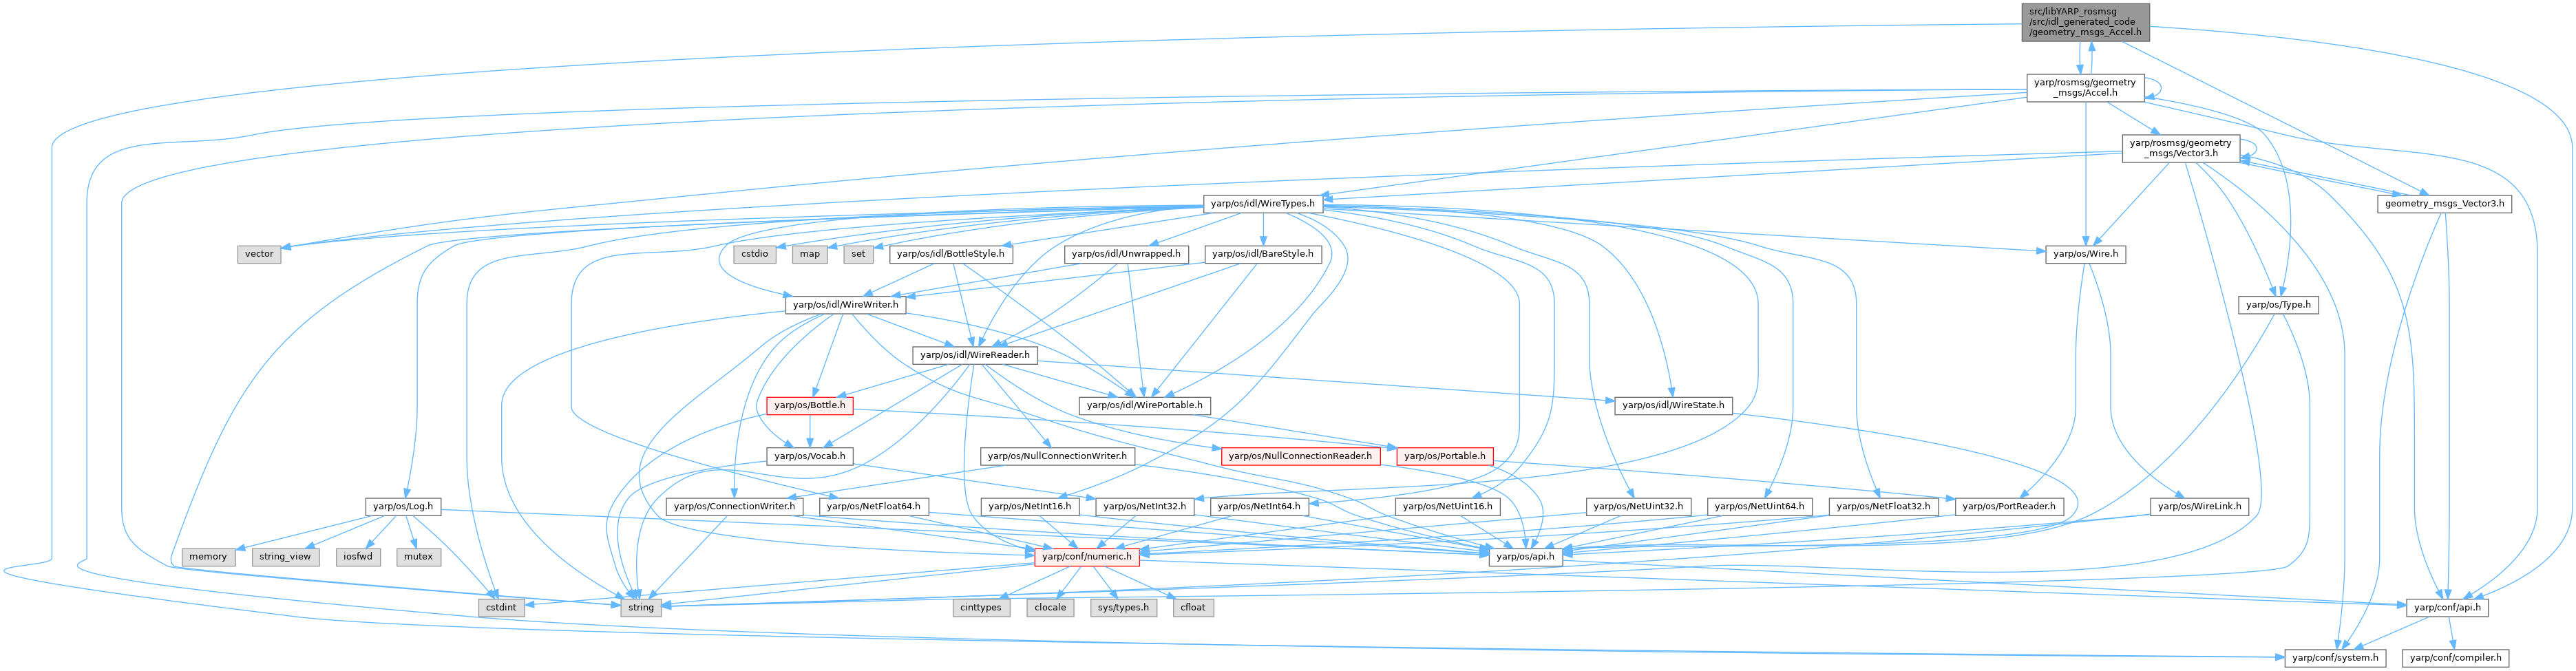 src/libYARP_rosmsg
/src/idl_generated_code
/geometry_msgs_Accel.h
yarp/rosmsg/geometry
_msgs/Accel.h
yarp/rosmsg/geometry
_msgs/Vector3.h
yarp/os/idl/WireTypes.h
geometry_msgs_Vector3.h
vector
cstdio
map
set
yarp/os/idl/BottleStyle.h
yarp/os/idl/Unwrapped.h
yarp/os/idl/BareStyle.h
yarp/os/Wire.h
yarp/os/idl/WireWriter.h
yarp/os/Type.h
yarp/os/idl/WireReader.h
yarp/os/Bottle.h
yarp/os/idl/WirePortable.h
yarp/os/idl/WireState.h
yarp/os/Vocab.h
yarp/os/NullConnectionWriter.h
yarp/os/NullConnectionReader.h
yarp/os/Portable.h
yarp/os/Log.h
yarp/os/ConnectionWriter.h
yarp/os/NetFloat64.h
yarp/os/NetInt16.h
yarp/os/NetInt32.h
yarp/os/NetInt64.h
yarp/os/NetUint16.h
yarp/os/NetUint32.h
yarp/os/NetUint64.h
yarp/os/NetFloat32.h
yarp/os/PortReader.h
yarp/os/WireLink.h
memory
string_view
iosfwd
mutex
yarp/conf/numeric.h
yarp/os/api.h
cstdint
string
cinttypes
clocale
sys/types.h
cfloat
yarp/conf/api.h
yarp/conf/system.h
yarp/conf/compiler.h